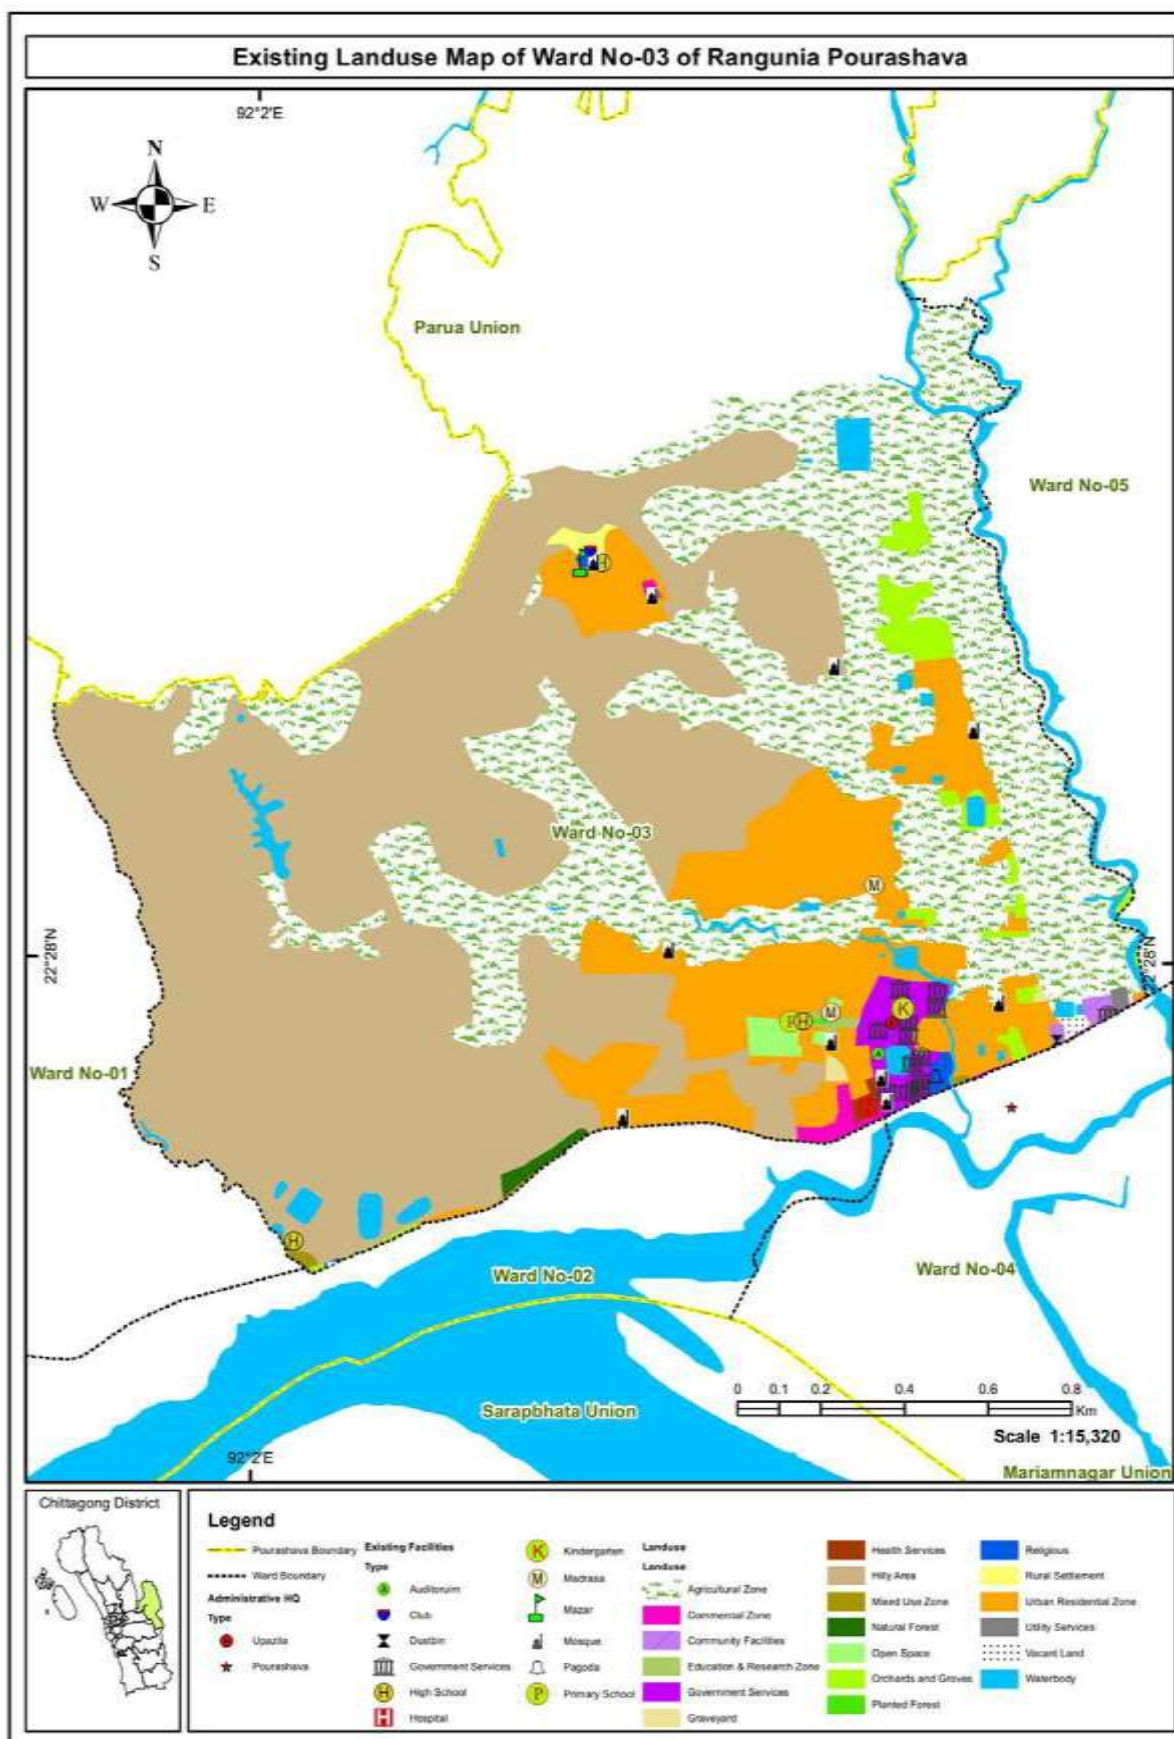 Existing Landuse Map of Ward No-03 of Rangunia Pourashava
92°2'E
N
W E
S
Parua Union
Ward No-05
Ward No-03
22°28'N
22°28'N
Ward No-01
Ward No-02
Ward No-04
Sarapbhata Union
0 0.1 0.2 0.4 0.6 0.8
Km
Scale 1:15,320
92°2'E
Mariamnagar Union
Chittagong District
Legend
Pourashava Boundary
Ward Boundary
Administrative HQ
Type
Upazila
Pourashava
Existing Facilities
Type
A Auditoruim
Club
Dustbin
Government Services
H High School
H Hospital
K Kindergarten
M Madrasa
Mazar
Mosque
Pagoda
P Primary School
Landuse
Landuse
Agricultural Zone
Commercial Zone
Community Facilities
Education & Research Zone
Government Services
Graveyard
Health Services
Hilly Area
Mixed Use Zone
Natural Forest
Open Space
Orchards and Groves
Planted Forest
Religious
Rural Settlement
Urban Residential Zone
Utility Services
Vacant Land
Waterbody